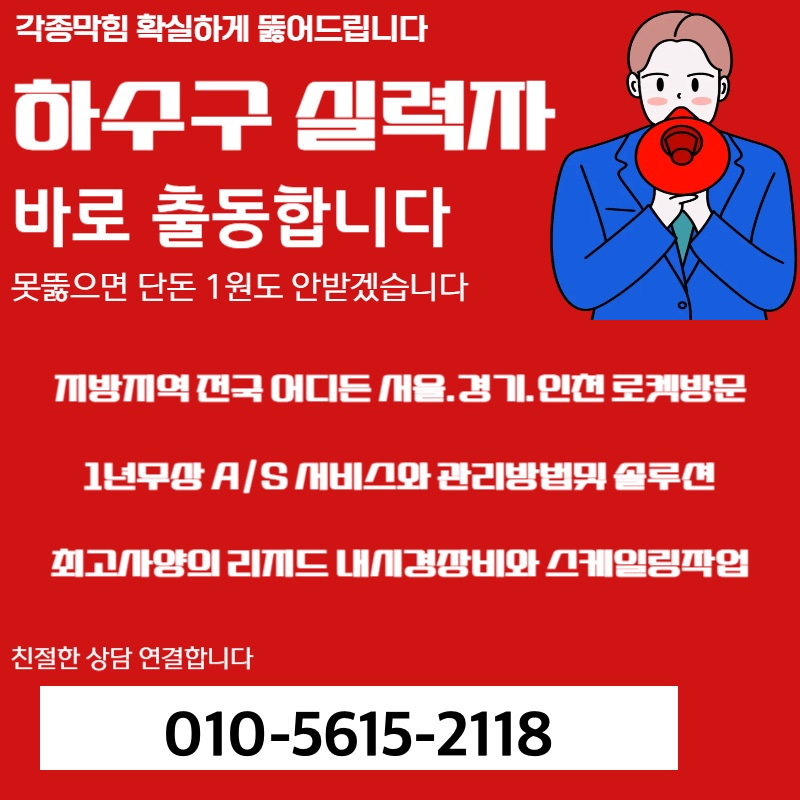 각종막힘 확실하게 뚫어드립니다
하수구 실력자
바로 출동합니다
못뚫으면 단돈 1원도 안받겠습니다
지방지역 전국 어디든 서울.경기.인천 로켓방문
1년무상 A/S 서비스와 관리방법및 솔루션
최고사양의 리지드 내시경장비와 스케일링작업
친절한 상담 연결합니다
010-5615-2118